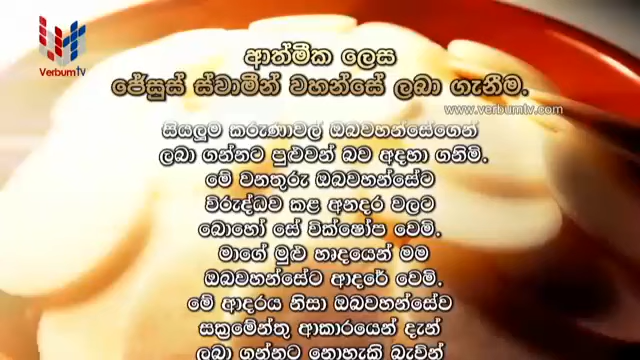 VerbumTV
ආත්මික ලෙස
ජේසුස් ස්වාමීන් වහන්සේ ලබා ගැනීම.
www.verbumtv.com
සියලූම කරුණාවල් ඔබවහන්සේගෙන්
ලබා ගන්නට පුළුවන් බව අදහා ගනිමි.
මේ වනතුරු ඔබවහන්සේට
විරුද්ධව කළ අනදර වලට
බොහෝ සේ වික්ෂෝප වෙමි.
මාගේ මුළු හෘදයෙන් මම
ඔබවහන්සේට ආදරේ වෙමි.
මේ ආදරය නිසා ඔබවහන්සේව
සක්‍රමේන්තු ආකාරයෙන් දැන්
ලබා ගන්නට නොහැකි බැවින්